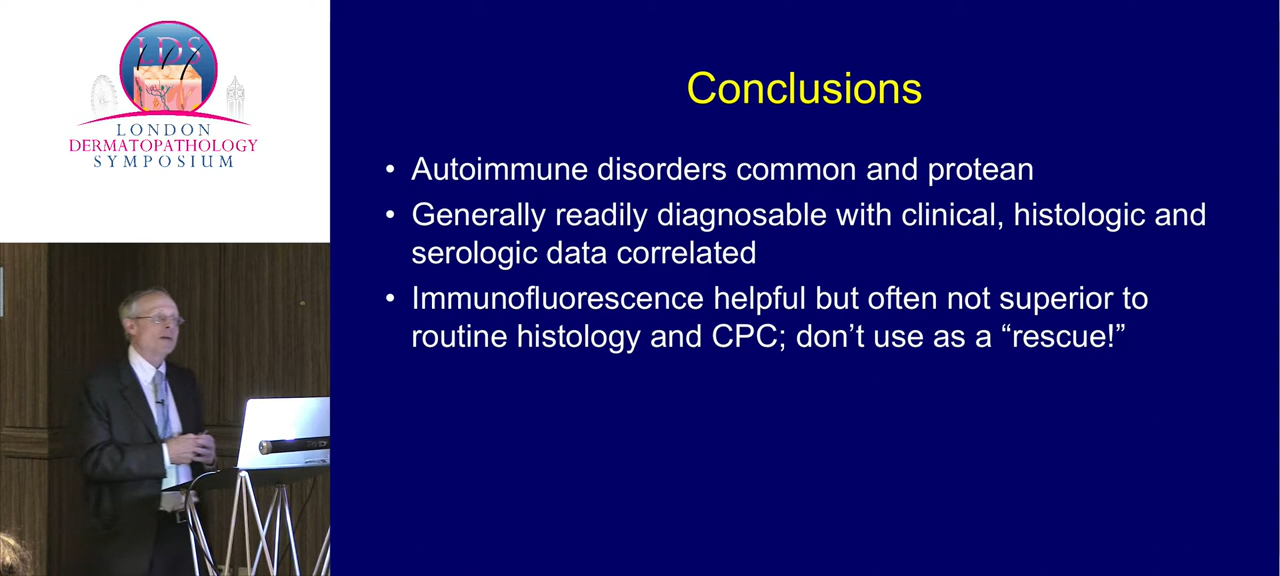 LDS
LONDON
DERMATOPATHOLOGY
SYMPOSIUM
Conclusions
• Autoimmune disorders common and protean
• Generally readily diagnosable with clinical, histologic and
serologic data correlated
• Immunofluorescence helpful but often not superior to
routine histology and CPC; don’t use as a “rescue!”